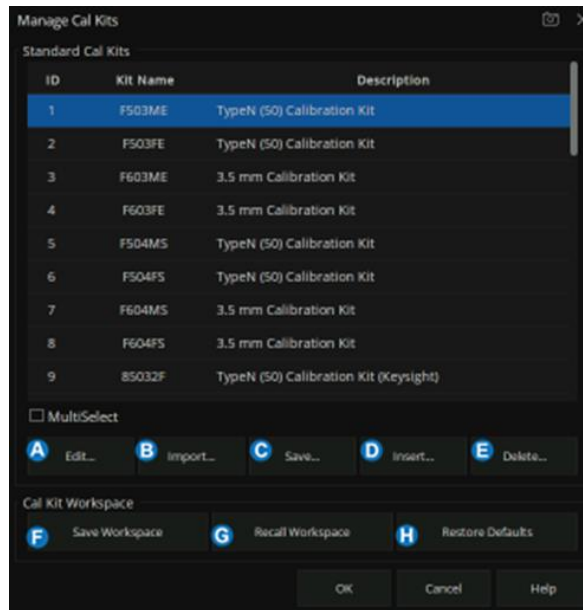 Manage Cal Kits
Standard Cal Kits
ID Kit Name Description
1 F503ME TypeN (50) Calibration Kit
2 F503FE TypeN (50) Calibration Kit
3 F603ME 3.5 mm Calibration Kit
4 F603FE 3.5 mm Calibration Kit
5 F504MS TypeN (50) Calibration Kit
6 F504FS TypeN (50) Calibration Kit
7 F604MS 3.5 mm Calibration Kit
8 F604FS 3.5 mm Calibration Kit
9 85032F TypeN (50) Calibration Kit (Keysight)
MultiSelect
A Edit... B Import... C Save... D Insert... E Delete...
Cal Kit Workspace
F Save Workspace G Recall Workspace H Restore Defaults
OK Cancel Help